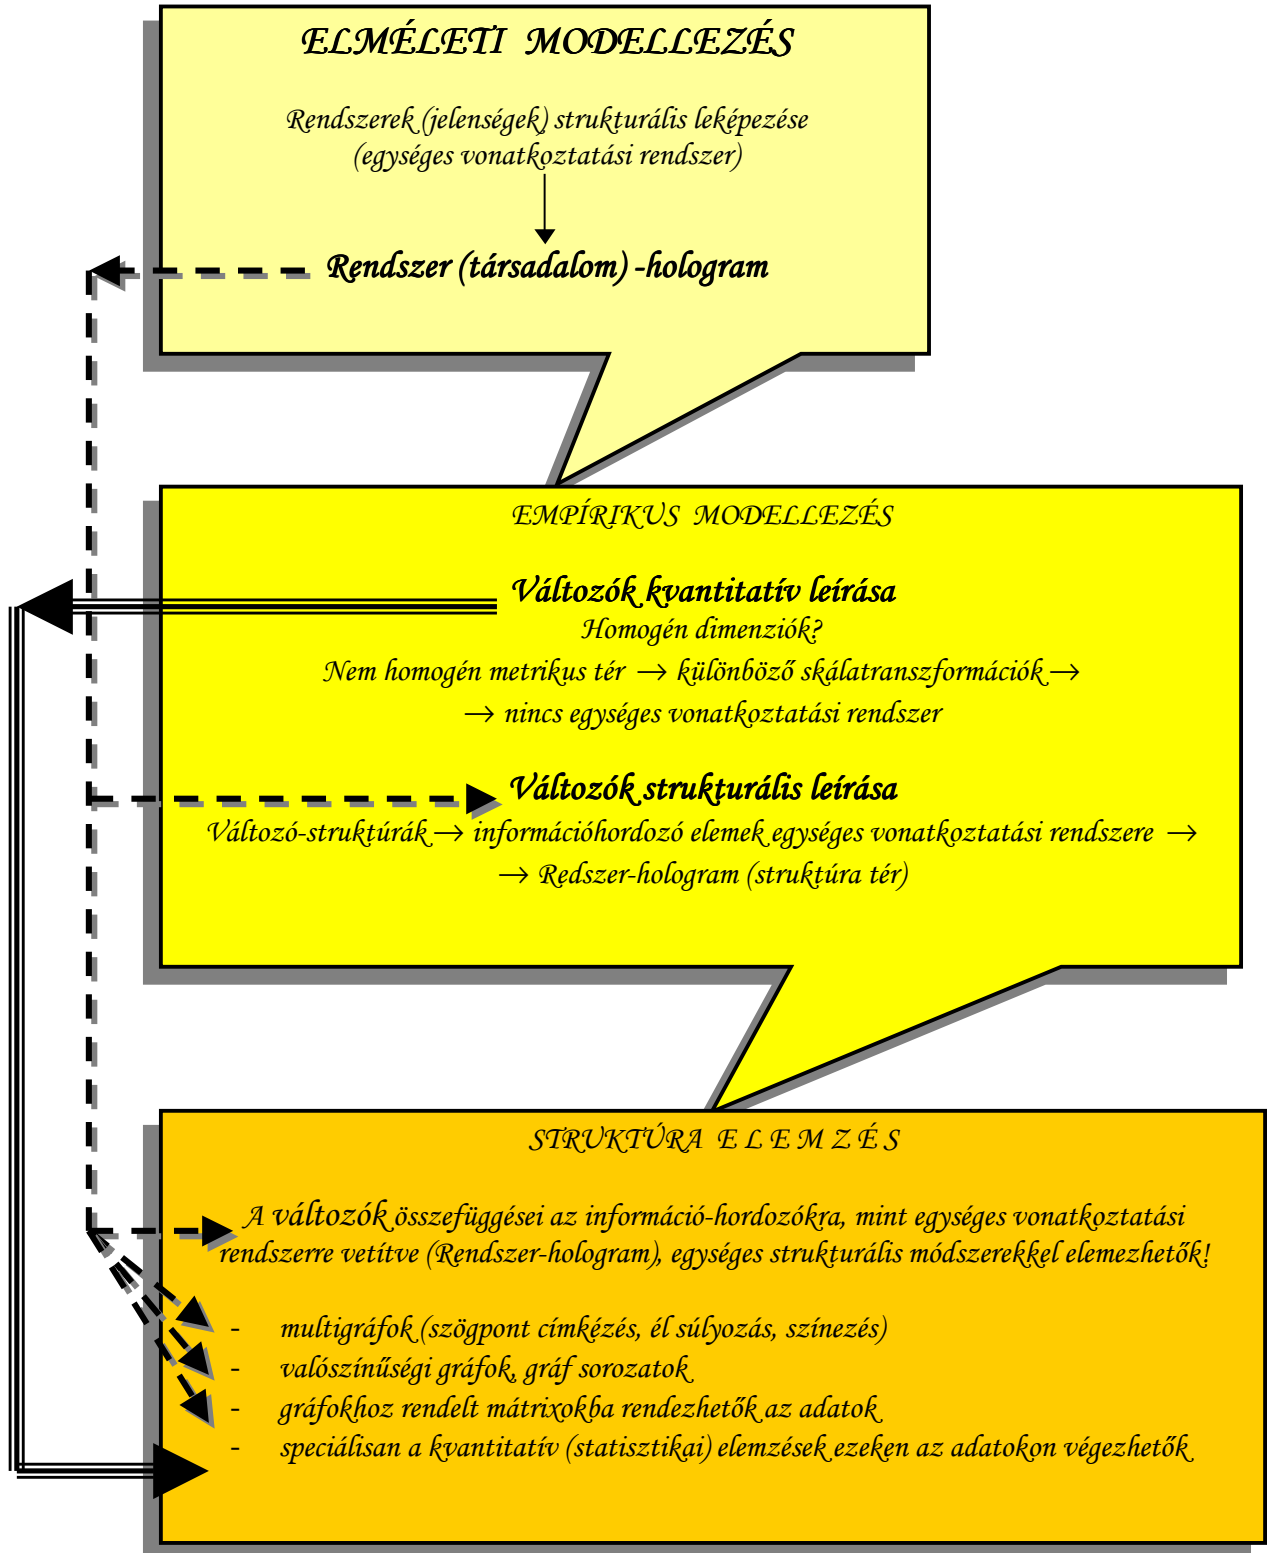 ELMÉLETI MODELLEZÉS
Rendszerek (jelenségek) strukturális leképezése
(egységes vonatkoztatási rendszer)
Rendszer (társadalom) -hologram
EMPÍRIKUS MODELLEZÉS
Változók kvantitatív leírása
Homogén dimenziók?
Nem homogén metrikus tér → különböző skálatranszformációk →
→ nincs egységes vonatkoztatási rendszer
Változók strukturális leírása
Változó-struktúrák → információhordozó elemek egységes vonatkoztatási rendszere →
→ Redszer-hologram (struktúra tér)
STRUKTÚRA E L E M Z É S
A változók összefüggései az információ-hordozókra, mint egységes vonatkoztatási
rendszerre vetítve (Rendszer-hologram), egységes strukturális módszerekkel elemezhetők!
- multigráfok (szögpont címkézés, él súlyozás, színezés)
- valószínűségi gráfok, gráf sorozatok
- gráfokhoz rendelt mátrixokba rendezhetők az adatok
- speciálisan a kvantitatív (statisztikai) elemzések ezeken az adatokon végezhetők